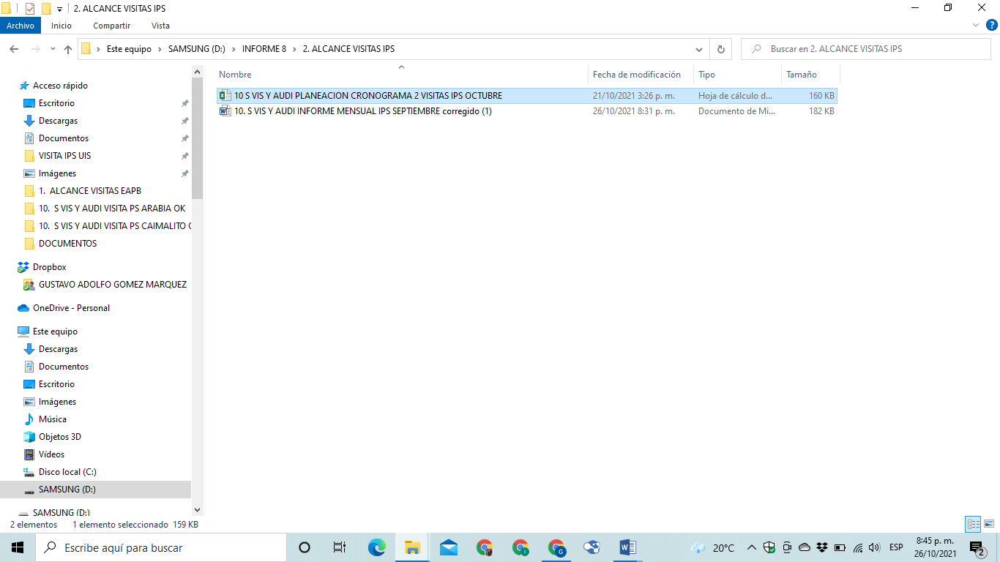 2. ALCANCE VISITAS IPS
Archivo Inicio Compartir Vista
Este equipo SAMSUNG (D:) INFORME 8 2. ALCANCE VISITAS IPS
Buscar en 2. ALCANCE VISITAS IPS
Nombre Fecha de modificación Tipo Tamaño
10 S VIS Y AUDI PLANEACION CRONOGRAMA 2 VISITAS IPS OCTUBRE 21/10/2021 3:26 p. m. Hoja de cálculo d... 160 KB
10. S VIS Y AUDI INFORME MENSUAL IPS SEPTIEMBRE corregido (1) 26/10/2021 8:31 p. m. Documento de Mi... 182 KB
Acceso rápido
Escritorio
Descargas
Documentos
VISITA IPS UIS
Imágenes
1. ALCANCE VISITAS EAPB
10. S VIS Y AUDI VISITA PS ARABIA OK
10. S VIS Y AUDI VISITA PS CAIMALITO
DOCUMENTOS
Dropbox
GUSTAVO ADOLFO GOMEZ MARQUEZ
OneDrive - Personal
Este equipo
Descargas
Documentos
Escritorio
Imágenes
Música
Objetos 3D
Vídeos
Disco local (C:)
SAMSUNG (D:)
SAMSUNG (D:)
2 elementos 1 elemento seleccionado 159 KB
Escribe aquí para buscar
20°C
ESP
8:45 p. m.
26/10/2021
2